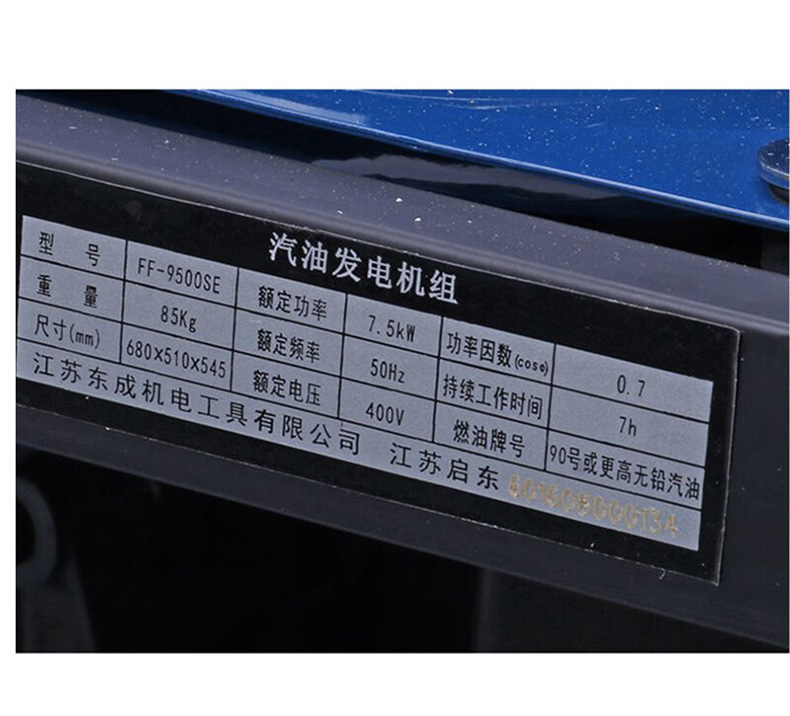 汽油发电机组
型号 FF-9500SE 额定功率 7.5kW 功率因数(cosφ) 0.7
重量 85Kg 额定频率 50Hz 持续工作时间 7h
尺寸(mm) 680×510×545 额定电压 400V 燃油牌号 90号或更高无铅汽油
江苏东成机电工具有限公司 江苏启东 601608000134